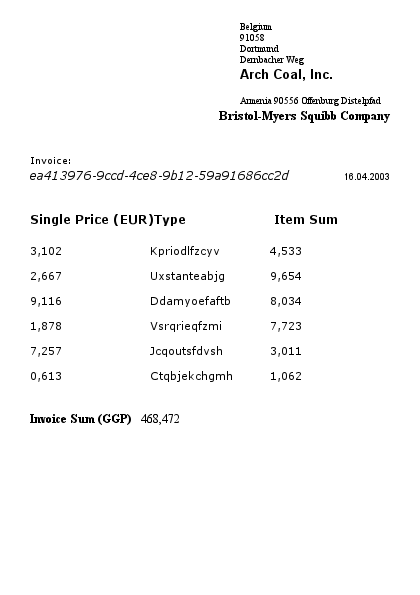 Belgium
91058
Dortmund
Dernbacher Weg
Arch Coal, Inc.
Armenia 90556 Offenburg Distelpfad
Bristol-Myers Squibb Company
Invoice:
ea413976-9ccd-4ce8-9b12-59a91686cc2d 16.04.2003
Single Price (EUR)Type Item Sum
3,102 Kpriodlfzcyv 4,533
2,667 Uxstanteabjg 9,654
9,116 Ddamyoefaftb 8,034
1,878 Vsrqrieqfzmi 7,723
7,257 Jcqoutsfdvsh 3,011
0,613 Ctqbjekchgmh 1,062
Invoice Sum (GGP) 468,472